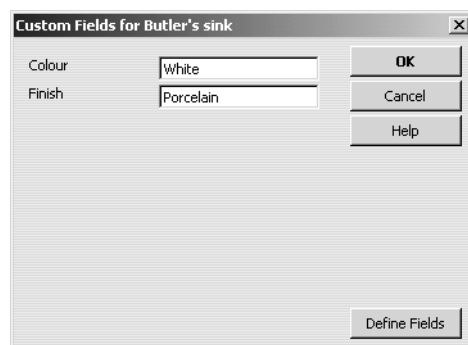 Custom Fields for Butler's sink
Colour White
Finish Porcelain
OK
Cancel
Help
Define Fields